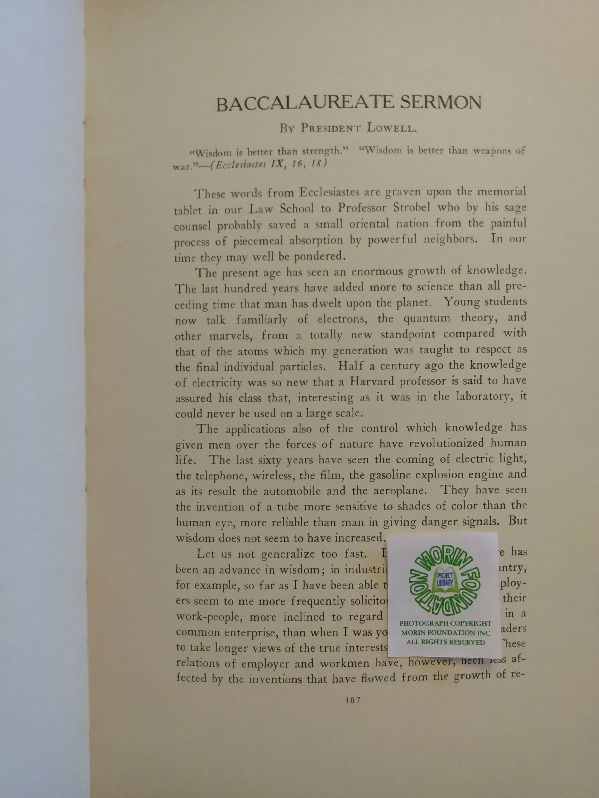 BACCALAUREATE SERMON
By President Lowell.
"Wisdom is better than strength." "Wisdom is better than weapons of
war."—(Ecclesiastes IX, 16, 18)
These words from Ecclesiastes are graven upon the memorial
tablet in our Law School to Professor Strobel who by his sage
counsel probably saved a small oriental nation from the painful
process of piecemeal absorption by powerful neighbors. In our
time they may well be pondered.
The present age has seen an enormous growth of knowledge.
The last hundred years have added more to science than all pre-
ceding time that man has dwelt upon the planet. Young students
now talk familiarly of electrons, the quantum theory, and
other marvels, from a totally new standpoint compared with
that of the atoms which my generation was taught to respect as
the final individual particles. Half a century ago the knowledge
of electricity was so new that a Harvard professor is said to have
assured his class that, interesting as it was in the laboratory, it
could never be used on a large scale.
The applications also of the control which knowledge has
given men over the forces of nature have revolutionized human
life. The last sixty years have seen the coming of electric light,
the telephone, wireless, the film, the gasoline explosion engine and
as its result the automobile and the aeroplane. They have seen
the invention of a tube more sensitive to shades of color than the
human eye, more reliable than man in giving danger signals. But
wisdom does not seem to have increased.
Let us not generalize too fast. has
been an advance in wisdom; in
for example, so far as I have been able
ers seem to me more frequently their
work-people, more inclined to regard in a
common enterprise, than when I was
to take longer views of the true interests
relations of employer and workmen have, however, been less af-
fected by the inventions that have flowed from the growth of re-
107
MORIN FOUNDATION
PROJECT
LIBRARY
PHOTOGRAPH COPYRIGHT
MORIN FOUNDATION INC
ALL RIGHTS RESERVED